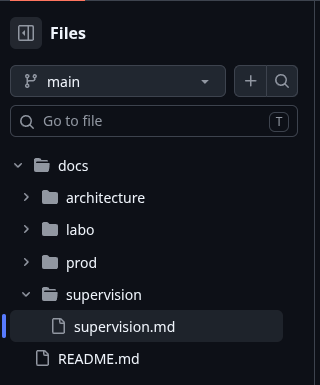 Files
main
Go to file T
docs
architecture
labo
prod
supervision
supervision.md
README.md